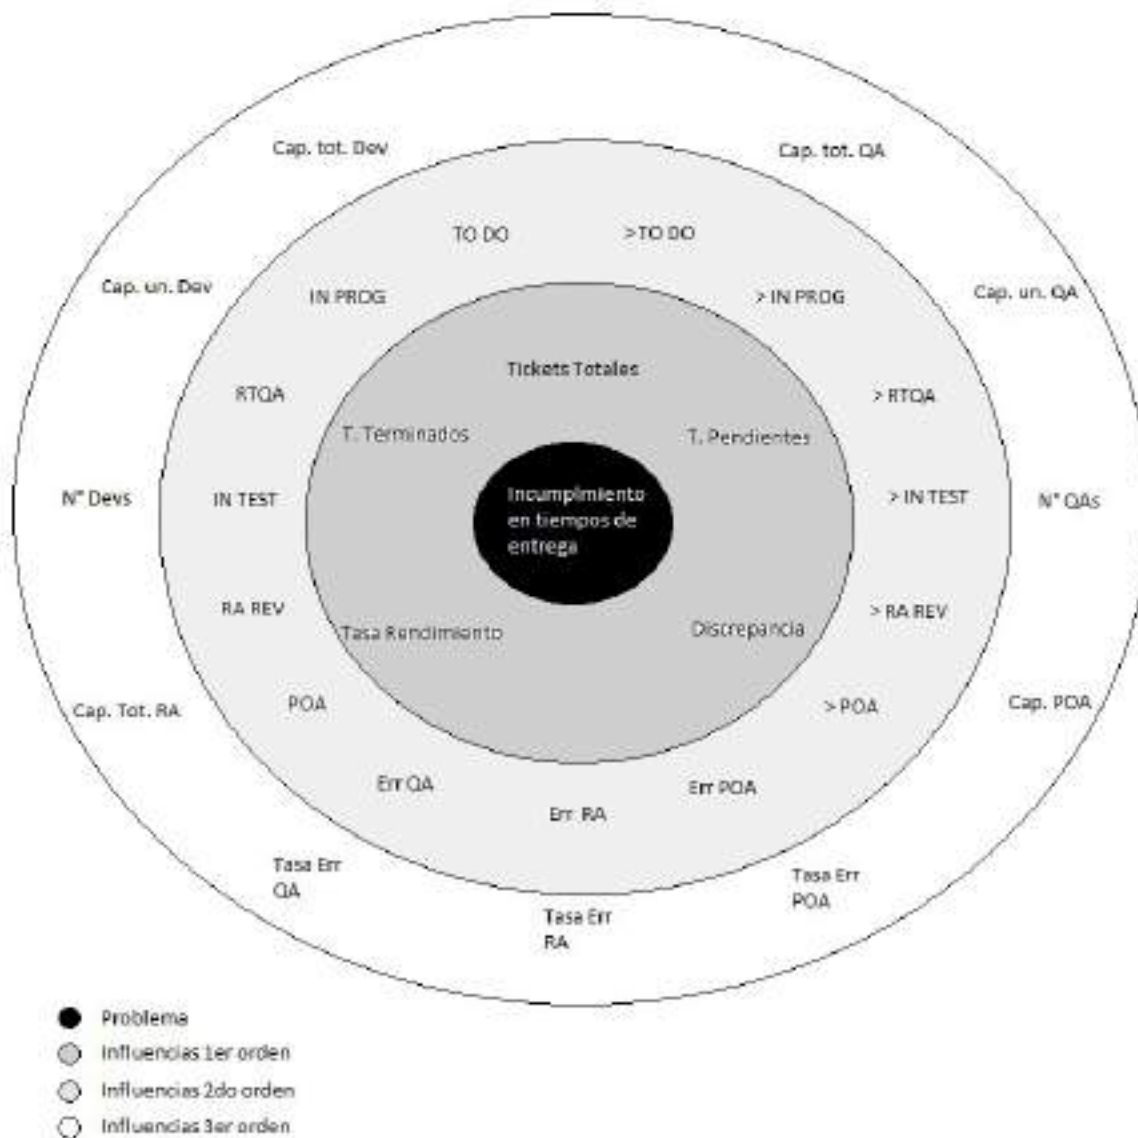 Cap. tot. Dev
Cap. tot. QA
TO DO
>TO DO
Cap. un. Dev
IN PROG
> IN PROG
Cap. un. QA
Tickets Totales
RTQA
> RTQA
T. Terminados
T. Pendientes
N° Devs
IN TEST
Incumplmiento
en tiempos de
entrega
> IN TEST
N° QAs
RA REV
> RA REV
Tasa Rendimiento
Discrepancia
Cap. Tot. RA
POA
> POA
Cap. POA
Err QA
Err RA
Err POA
Tasa Err
QA
Tasa Err
RA
Tasa Err
POA
Problema
Influencias 1er orden
Influencias 2do orden
Influencias 3er orden